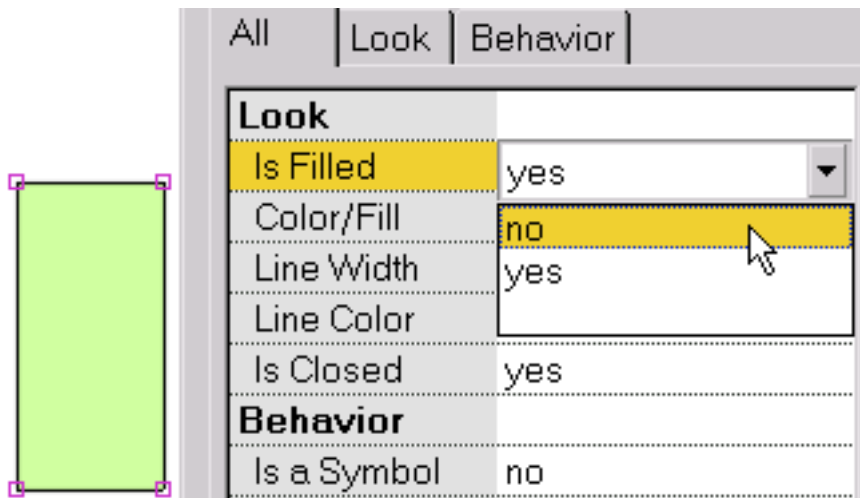 All Look Behavior
Look
Is Filled yes
Color/Fill no
Line Width yes
Line Color
Is Closed yes
Behavior
Is a Symbol no